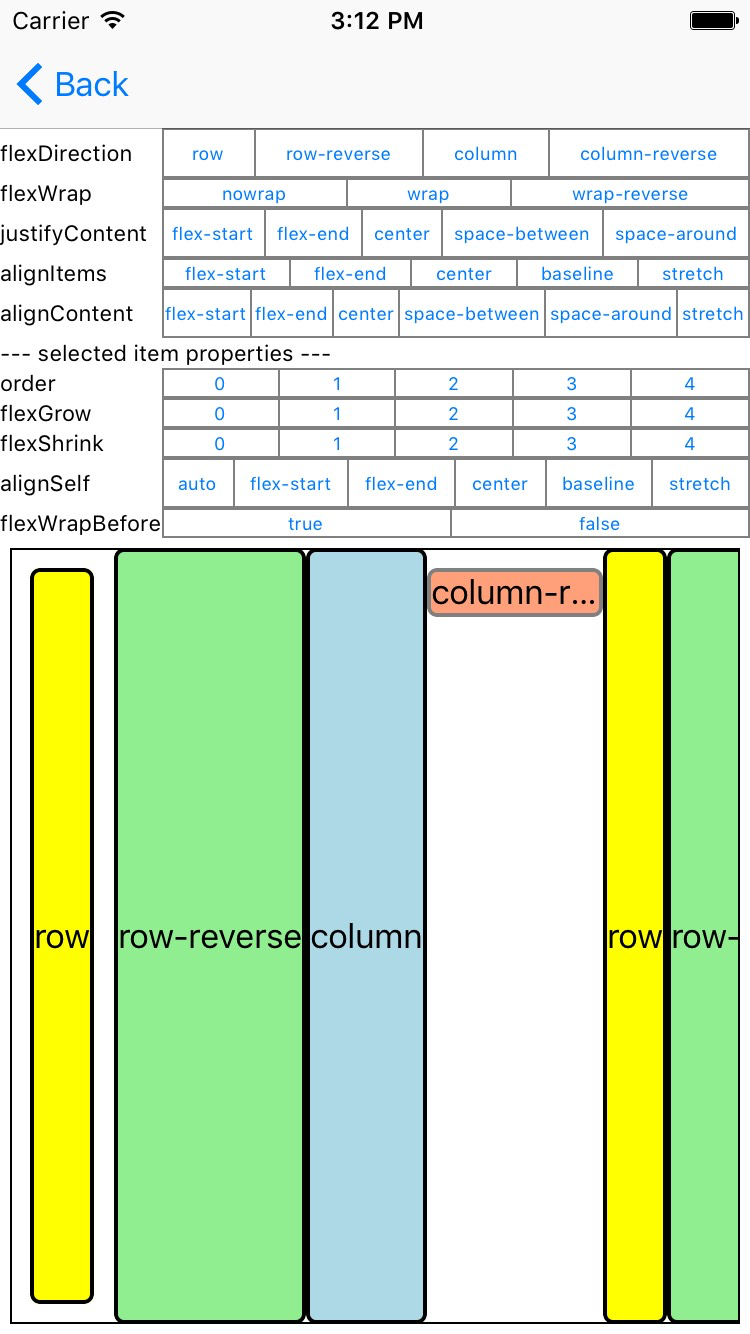 Carrier 3:12 PM
Back
flexDirection row row-reverse column column-reverse
flexWrap nowrap wrap wrap-reverse
justifyContent flex-start flex-end center space-between space-around
alignItems flex-start flex-end center baseline stretch
alignContent flex-start flex-end center space-between space-around stretch
--- selected item properties ---
order 0 1 2 3 4
flexGrow 0 1 2 3 4
flexShrink 0 1 2 3 4
alignSelf auto flex-start flex-end center baseline stretch
flexWrapBefore true false
column-r...
row row-reverse column row row-